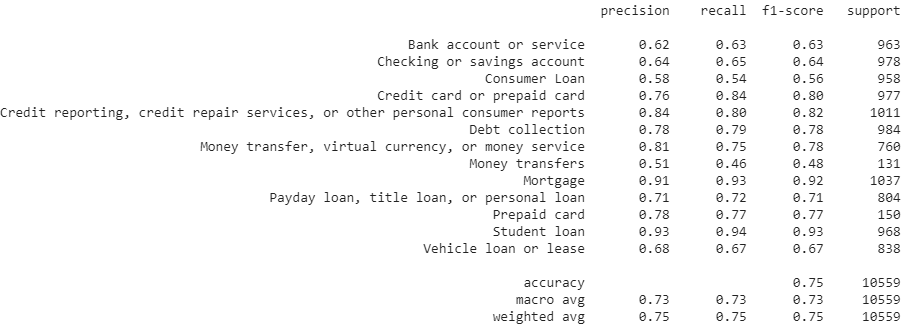 precision recall f1-score support
Bank account or service 0.62 0.63 0.63 963
Checking or savings account 0.64 0.65 0.64 978
Consumer Loan 0.58 0.54 0.56 958
Credit card or prepaid card 0.76 0.84 0.80 977
Credit reporting, credit repair services, or other personal consumer reports 0.84 0.80 0.82 1011
Debt collection 0.78 0.79 0.78 984
Money transfer, virtual currency, or money service 0.81 0.75 0.78 760
Money transfers 0.51 0.46 0.48 131
Mortgage 0.91 0.93 0.92 1037
Payday loan, title loan, or personal loan 0.71 0.72 0.71 804
Prepaid card 0.78 0.77 0.77 150
Student loan 0.93 0.94 0.93 968
Vehicle loan or lease 0.68 0.67 0.67 838
accuracy 0.75 10559
macro avg 0.73 0.73 0.73 10559
weighted avg 0.75 0.75 0.75 10559